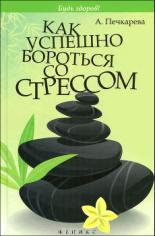 Будь здоров!
А. Печкарева
КАК
УСПЕШНО
БОРОТЬСЯ
СО
СТРЕССОМ
ФЕНИКС